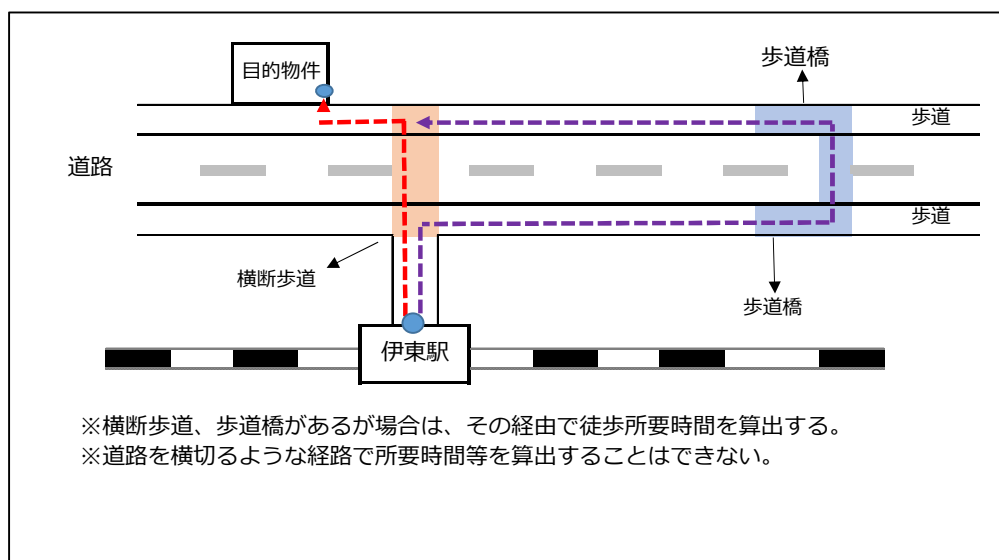 歩道橋
目的物件
歩道
道路
歩道
横断歩道
歩道橋
伊東駅
※横断歩道、歩道橋があるが場合は、その経由で徒歩所要時間を算出する。
※道路を横切るような経路で所要時間等を算出することはできない。